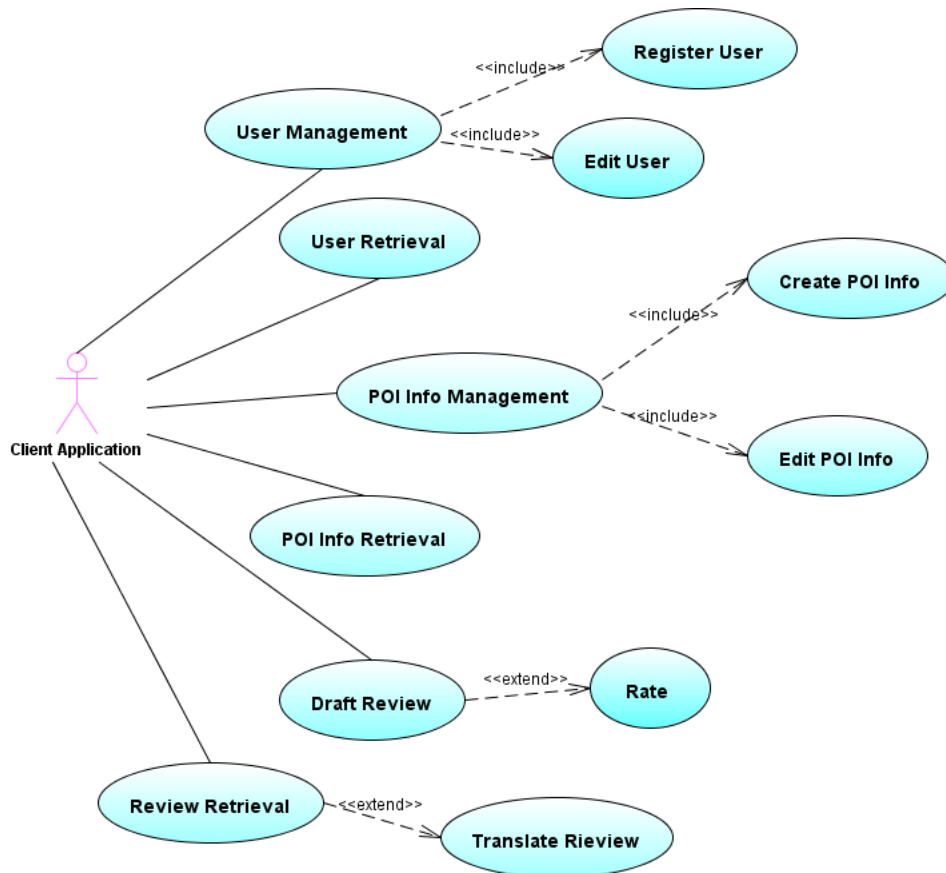 Register User
<<include>>
User Management
<<include>>
Edit User
User Retrieval
Create POI Info
<<include>>
POI Info Management
<<include>>
Client Application
Edit POI Info
POI Info Retrieval
<<extend>>
Rate
Draft Review
Review Retrieval
<<extend>>
Translate Rieview